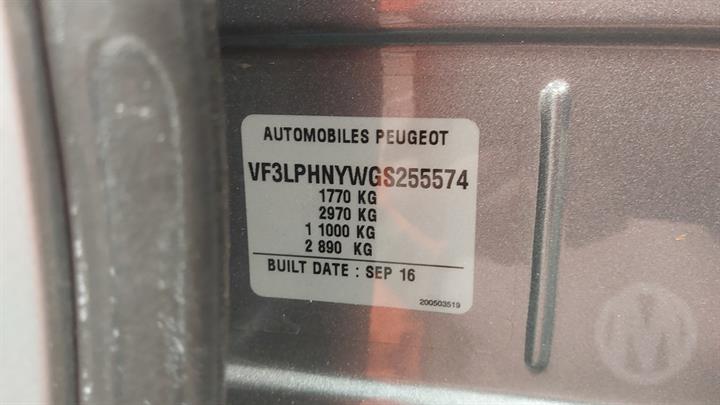 AUTOMOBILES PEUGEOT
VF3LPHNYWGS255574
1770 KG
2970 KG
1 1000 KG
2 890 KG
BUILT DATE : SEP 16
200503519
M